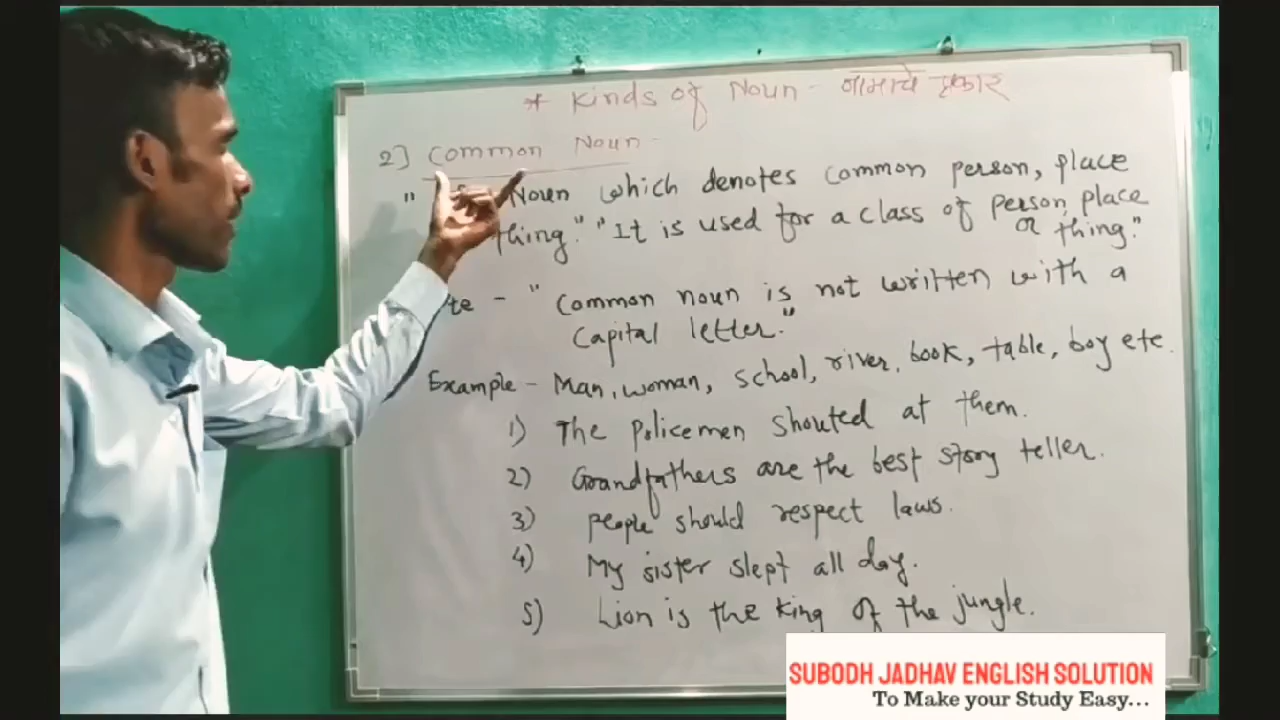 * Kinds of Noun - नामाचे प्रकार
2] Common Noun -
" Noun which denotes common person, place
thing." "It is used for a class of person, place
or thing."
te - " Common noun is not written with a
Capital letter."
Example - Man, woman, school, river, book, table, boy etc.
1) The policemen shouted at them.
2) Grandfathers are the best story teller.
3) people should respect laws.
4) My sister slept all day.
5) Lion is the king of the jungle.
SUBODH JADHAV ENGLISH SOLUTION
To Make your Study Easy...